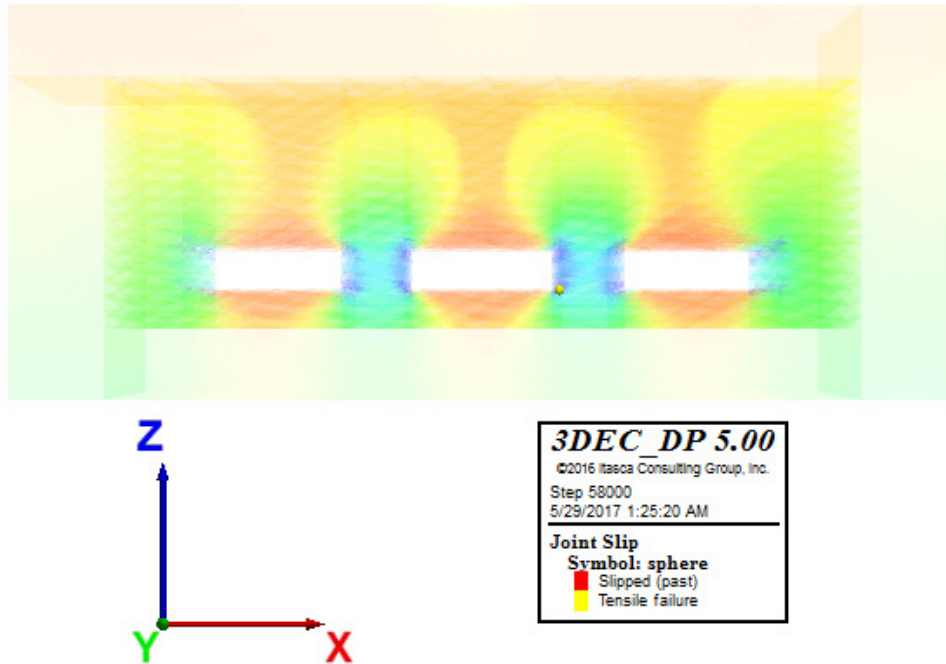 Z
Y
X
3DEC_DP 5.00
©2016 Itasca Consulting Group, Inc.
Step 58000
5/29/2017 1:25:20 AM
Joint Slip
Symbol: sphere
Slipped (past)
Tensile failure